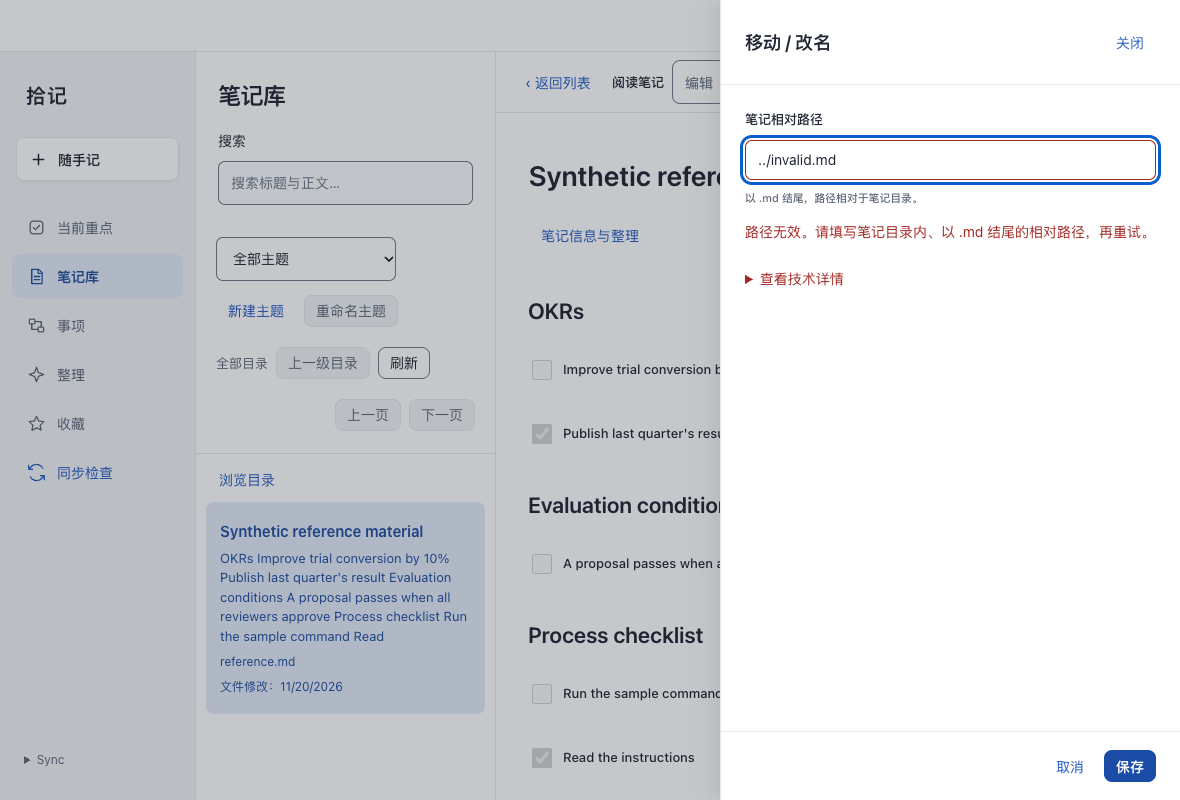 拾记
随手记
当前重点
笔记库
事项
整理
收藏
同步检查
Sync
笔记库
搜索
搜索标题与正文...
全部主题
新建主题
重命名主题
全部目录
上一级目录
刷新
上一页
下一页
浏览目录
Synthetic reference material
OKRs Improve trial conversion by 10%
Publish last quarter's result Evaluation
conditions A proposal passes when all
reviewers approve Process checklist Run
the sample command Read
reference.md
文件修改：11/20/2026
‹ 返回列表
阅读笔记
编辑
Synthetic
笔记信息与整理
OKRs
Improve trial conversion
Publish last quarter's
Evaluation
A proposal passes when
Process checklist
Run the sample command
Read the instructions
移动 / 改名
关闭
笔记相对路径
../invalid.md
以 .md 结尾，路径相对于笔记目录。
路径无效。请填写笔记目录内、以 .md 结尾的相对路径，再重试。
查看技术详情
取消
保存